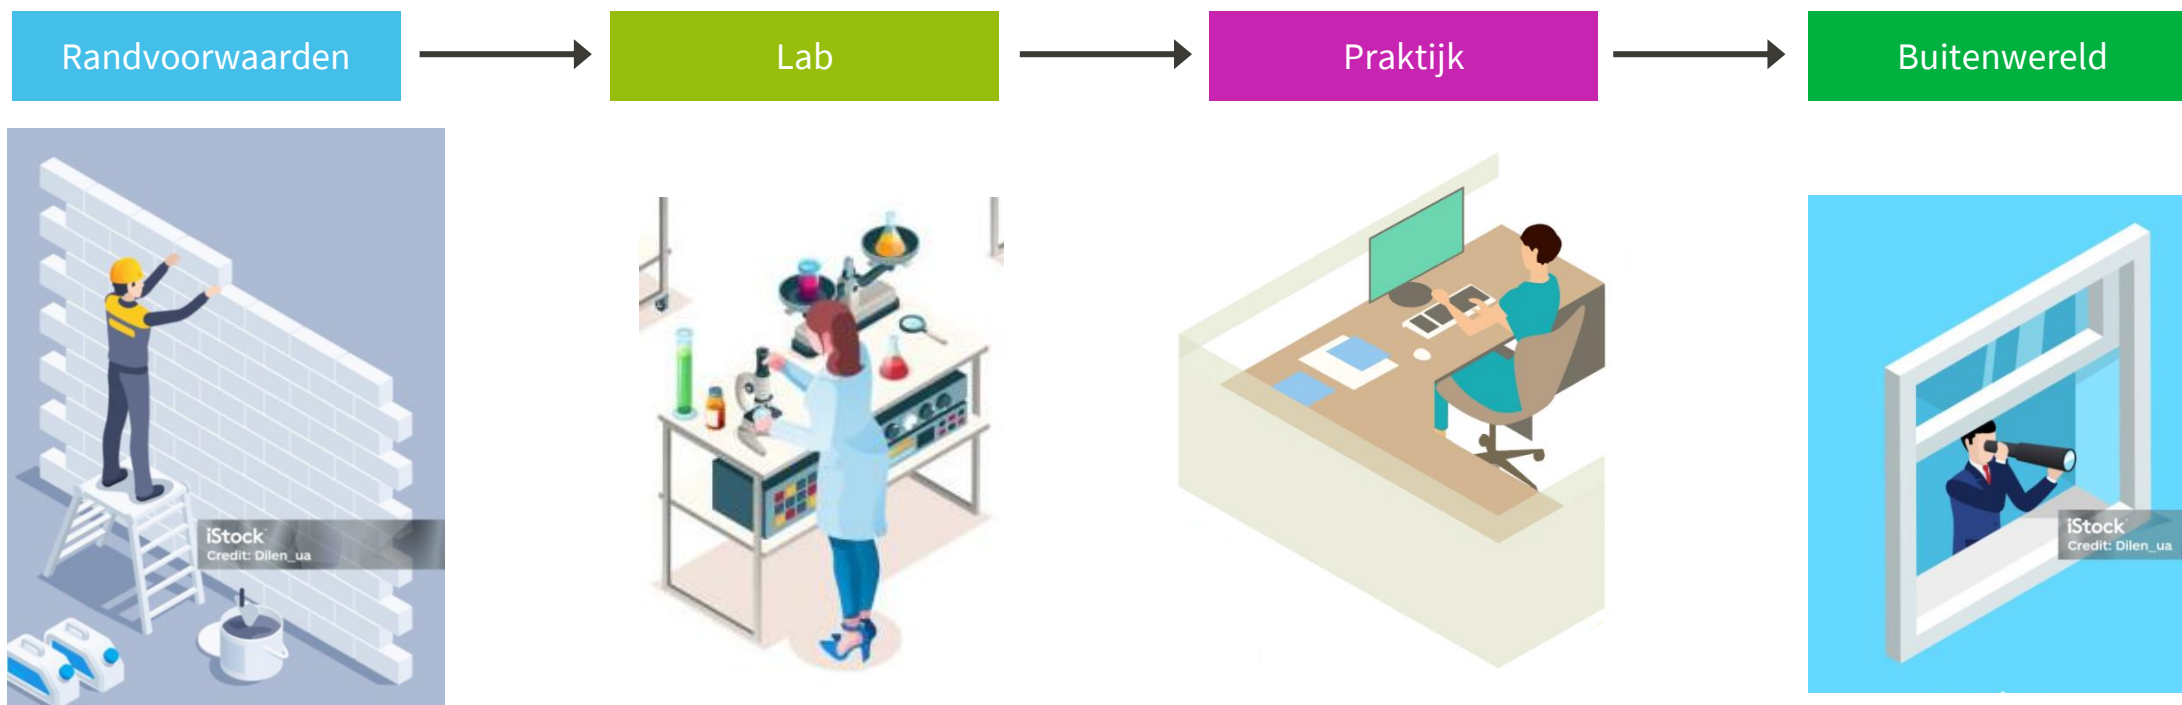 Randvoorwaarden
Lab
Praktijk
Buitenwereld
iStock
Credit: Dilen_ua
iStock
Credit: Dilen_ua